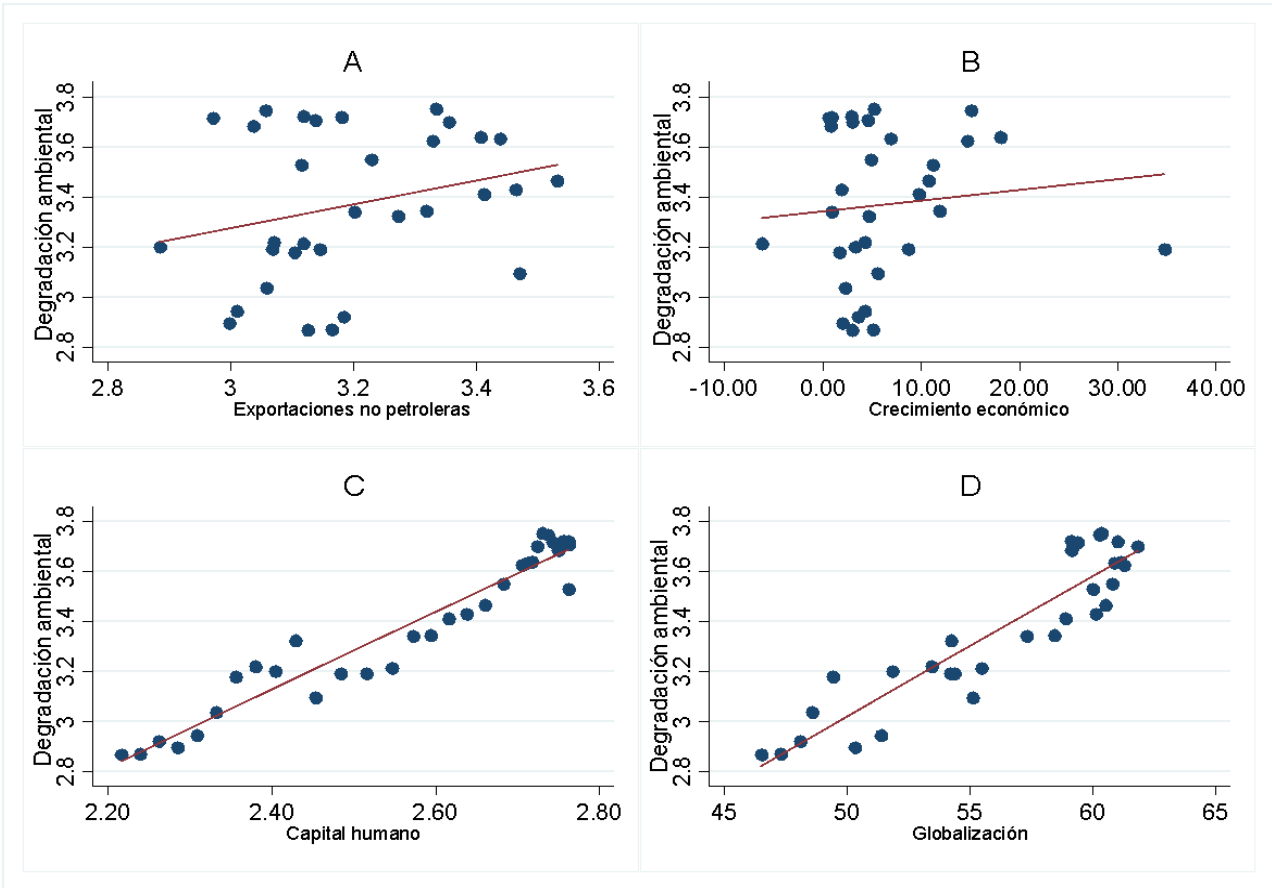 A
Degradación ambiental
3.8
3.6
3.4
3.2
3
2.8
2.8 3 3.2 3.4 3.6
Exportaciones no petroleras
B
Degradación ambiental
3.8
3.6
3.4
3.2
3
2.8
-10.00 0.00 10.00 20.00 30.00 40.00
Crecimiento económico
C
Degradación ambiental
3.8
3.6
3.4
3.2
3
2.8
2.20 2.40 2.60 2.80
Capital humano
D
Degradación ambiental
3.8
3.6
3.4
3.2
3
2.8
45 50 55 60 65
Globalización